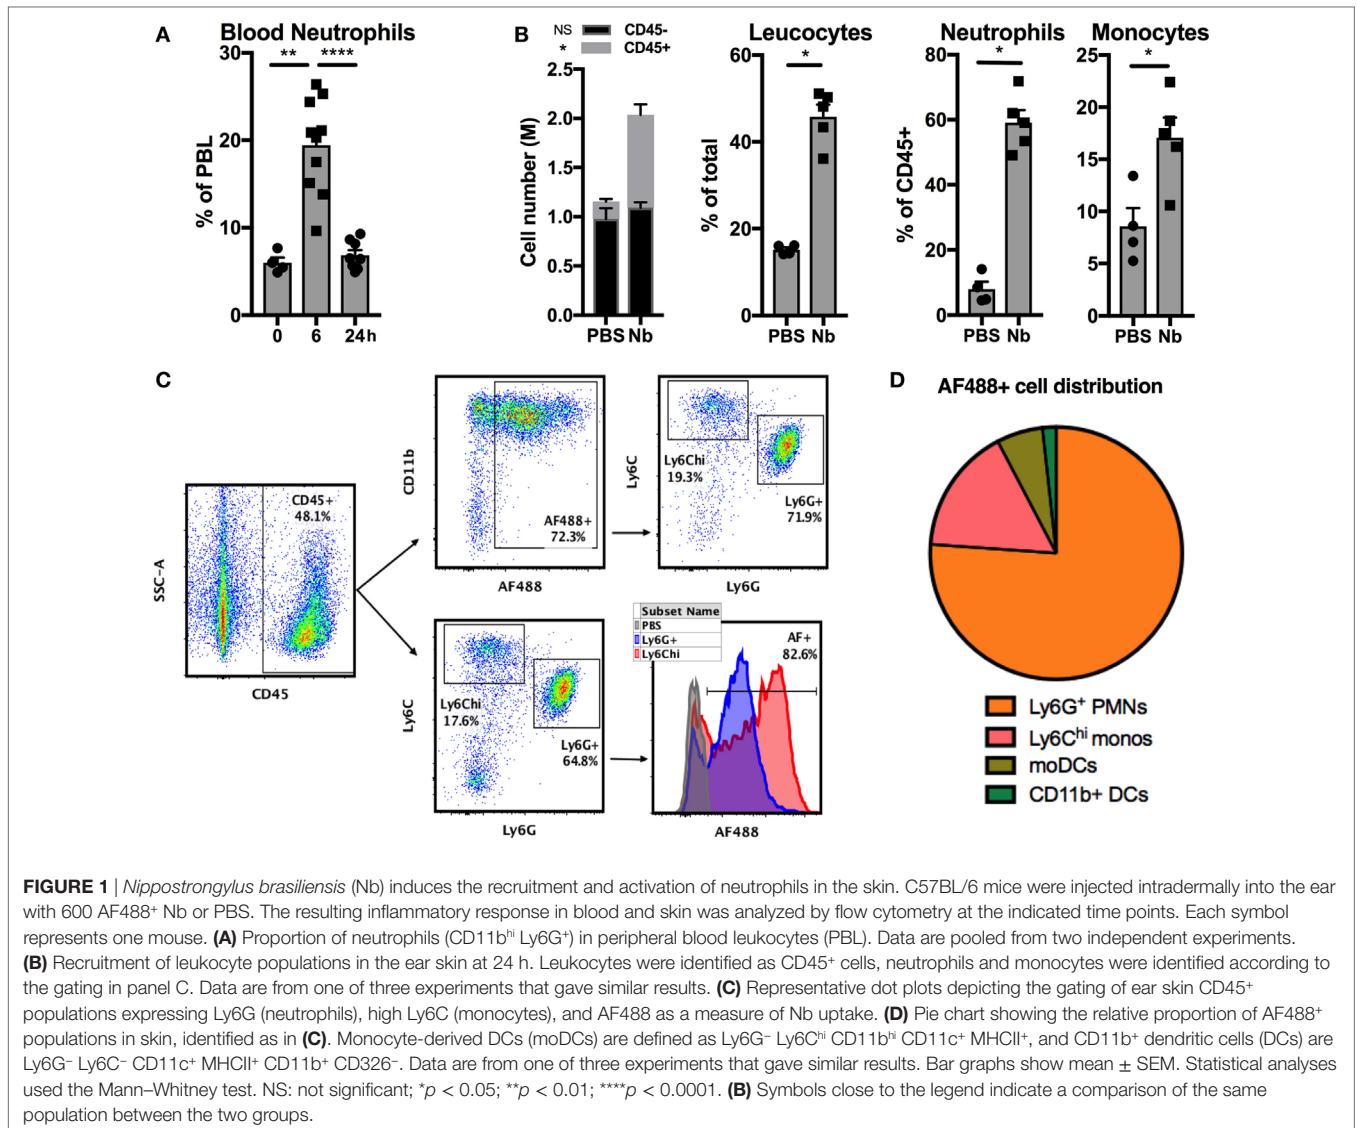 A
Blood Neutrophils
** ****
% of PBL
30
20
10
0
0 6 24h
B
NS CD45-
* CD45+
Cell number (M)
2.5
2.0
1.5
1.0
0.5
0.0
PBS Nb
Leucocytes
*
% of total
60
40
20
0
PBS Nb
Neutrophils
*
% of CD45+
80
60
40
20
0
PBS Nb
Monocytes
*
25
20
15
10
5
0
PBS Nb
C
SSC-A
CD45+
48.1%
CD45
CD11b
AF488+
72.3%
AF488
Ly6C
Ly6Chi
19.3%
Ly6G+
71.9%
Ly6G
Ly6C
Ly6Chi
17.6%
Ly6G+
64.8%
Ly6G
Subset Name
PBS
Ly6G+
Ly6Chi
AF+
82.6%
AF488
D
AF488+ cell distribution
Ly6G⁺ PMNs
Ly6Cʰⁱ monos
moDCs
CD11b+ DCs
FIGURE 1 | Nippostrongylus brasiliensis (Nb) induces the recruitment and activation of neutrophils in the skin. C57BL/6 mice were injected intradermally into the ear
with 600 AF488⁺ Nb or PBS. The resulting inflammatory response in blood and skin was analyzed by flow cytometry at the indicated time points. Each symbol
represents one mouse. (A) Proportion of neutrophils (CD11bʰⁱ Ly6G⁺) in peripheral blood leukocytes (PBL). Data are pooled from two independent experiments.
(B) Recruitment of leukocyte populations in the ear skin at 24 h. Leukocytes were identified as CD45⁺ cells, neutrophils and monocytes were identified according to
the gating in panel C. Data are from one of three experiments that gave similar results. (C) Representative dot plots depicting the gating of ear skin CD45⁺
populations expressing Ly6G (neutrophils), high Ly6C (monocytes), and AF488 as a measure of Nb uptake. (D) Pie chart showing the relative proportion of AF488⁺
populations in skin, identified as in (C). Monocyte-derived DCs (moDCs) are defined as Ly6G⁻ Ly6Cʰⁱ CD11bʰⁱ CD11c⁺ MHCII⁺, and CD11b⁺ dendritic cells (DCs) are
Ly6G⁻ Ly6C⁻ CD11c⁺ MHCII⁺ CD11b⁺ CD326⁻. Data are from one of three experiments that gave similar results. Bar graphs show mean ± SEM. Statistical analyses
used the Mann–Whitney test. NS: not significant; *p < 0.05; **p < 0.01; ****p < 0.0001. (B) Symbols close to the legend indicate a comparison of the same
population between the two groups.